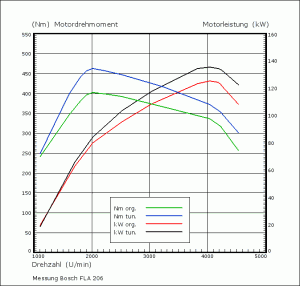 (Nm) Motordrehmoment Motorleistung (kW)
550 160
500 140
450
400 120
350 100
300
250 80
200 60
150
100 40
50 20
0 0
Nm org.
Nm tun.
kW org.
kW tun.
1000 2000 3000 4000 5000
Drehzahl (U/min)
Messung Bosch FLA 206